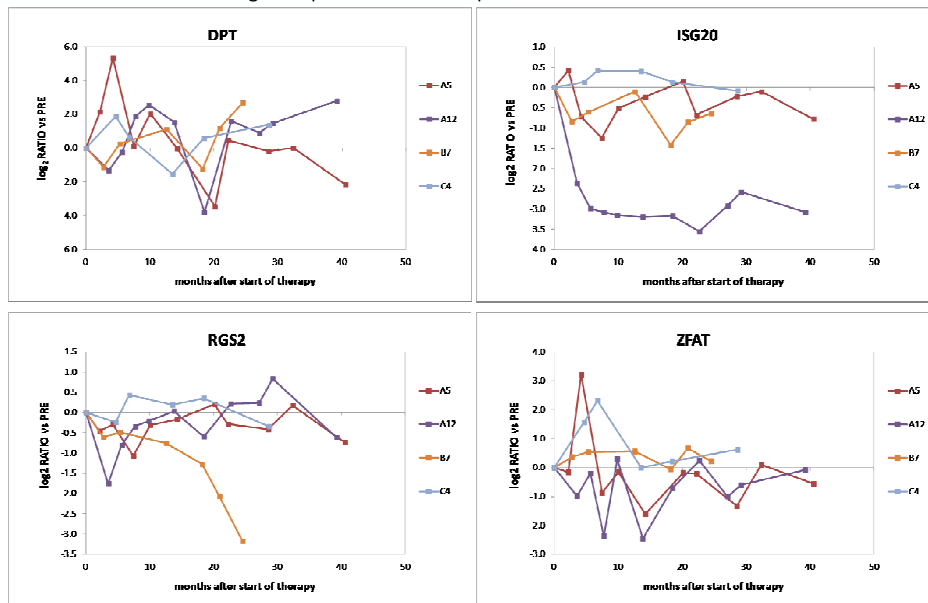 DPT
log₂ RATIO vs PRE
6.0
4.0
2.0
0.0
2.0
4.0
6.0
0 10 20 30 40 50
months after start of therapy
A5
A12
B7
C4
ISG20
log2 RATIO vs PRE
1.0
0.5
0.0
-0.5
-1.0
-1.5
2.0
2.5
-3.0
3.5
4.0
0 10 20 30 40 50
months after start of therapy
A5
A12
B7
C4
RGS2
log2 RATIO vs PRE
1.5
1.0
0.5
0.0
-0.5
-1.0
-1.5
-2.0
-2.5
-3.0
-3.5
0 10 20 30 40 50
months after start of therapy
A5
A12
B7
C4
ZFAT
log2 RATIO vs PRE
4.0
3.0
2.0
1.0
0.0
-1.0
-2.0
-3.0
0 10 20 30 40 50
months after start of therapy
A5
A12
B7
C4